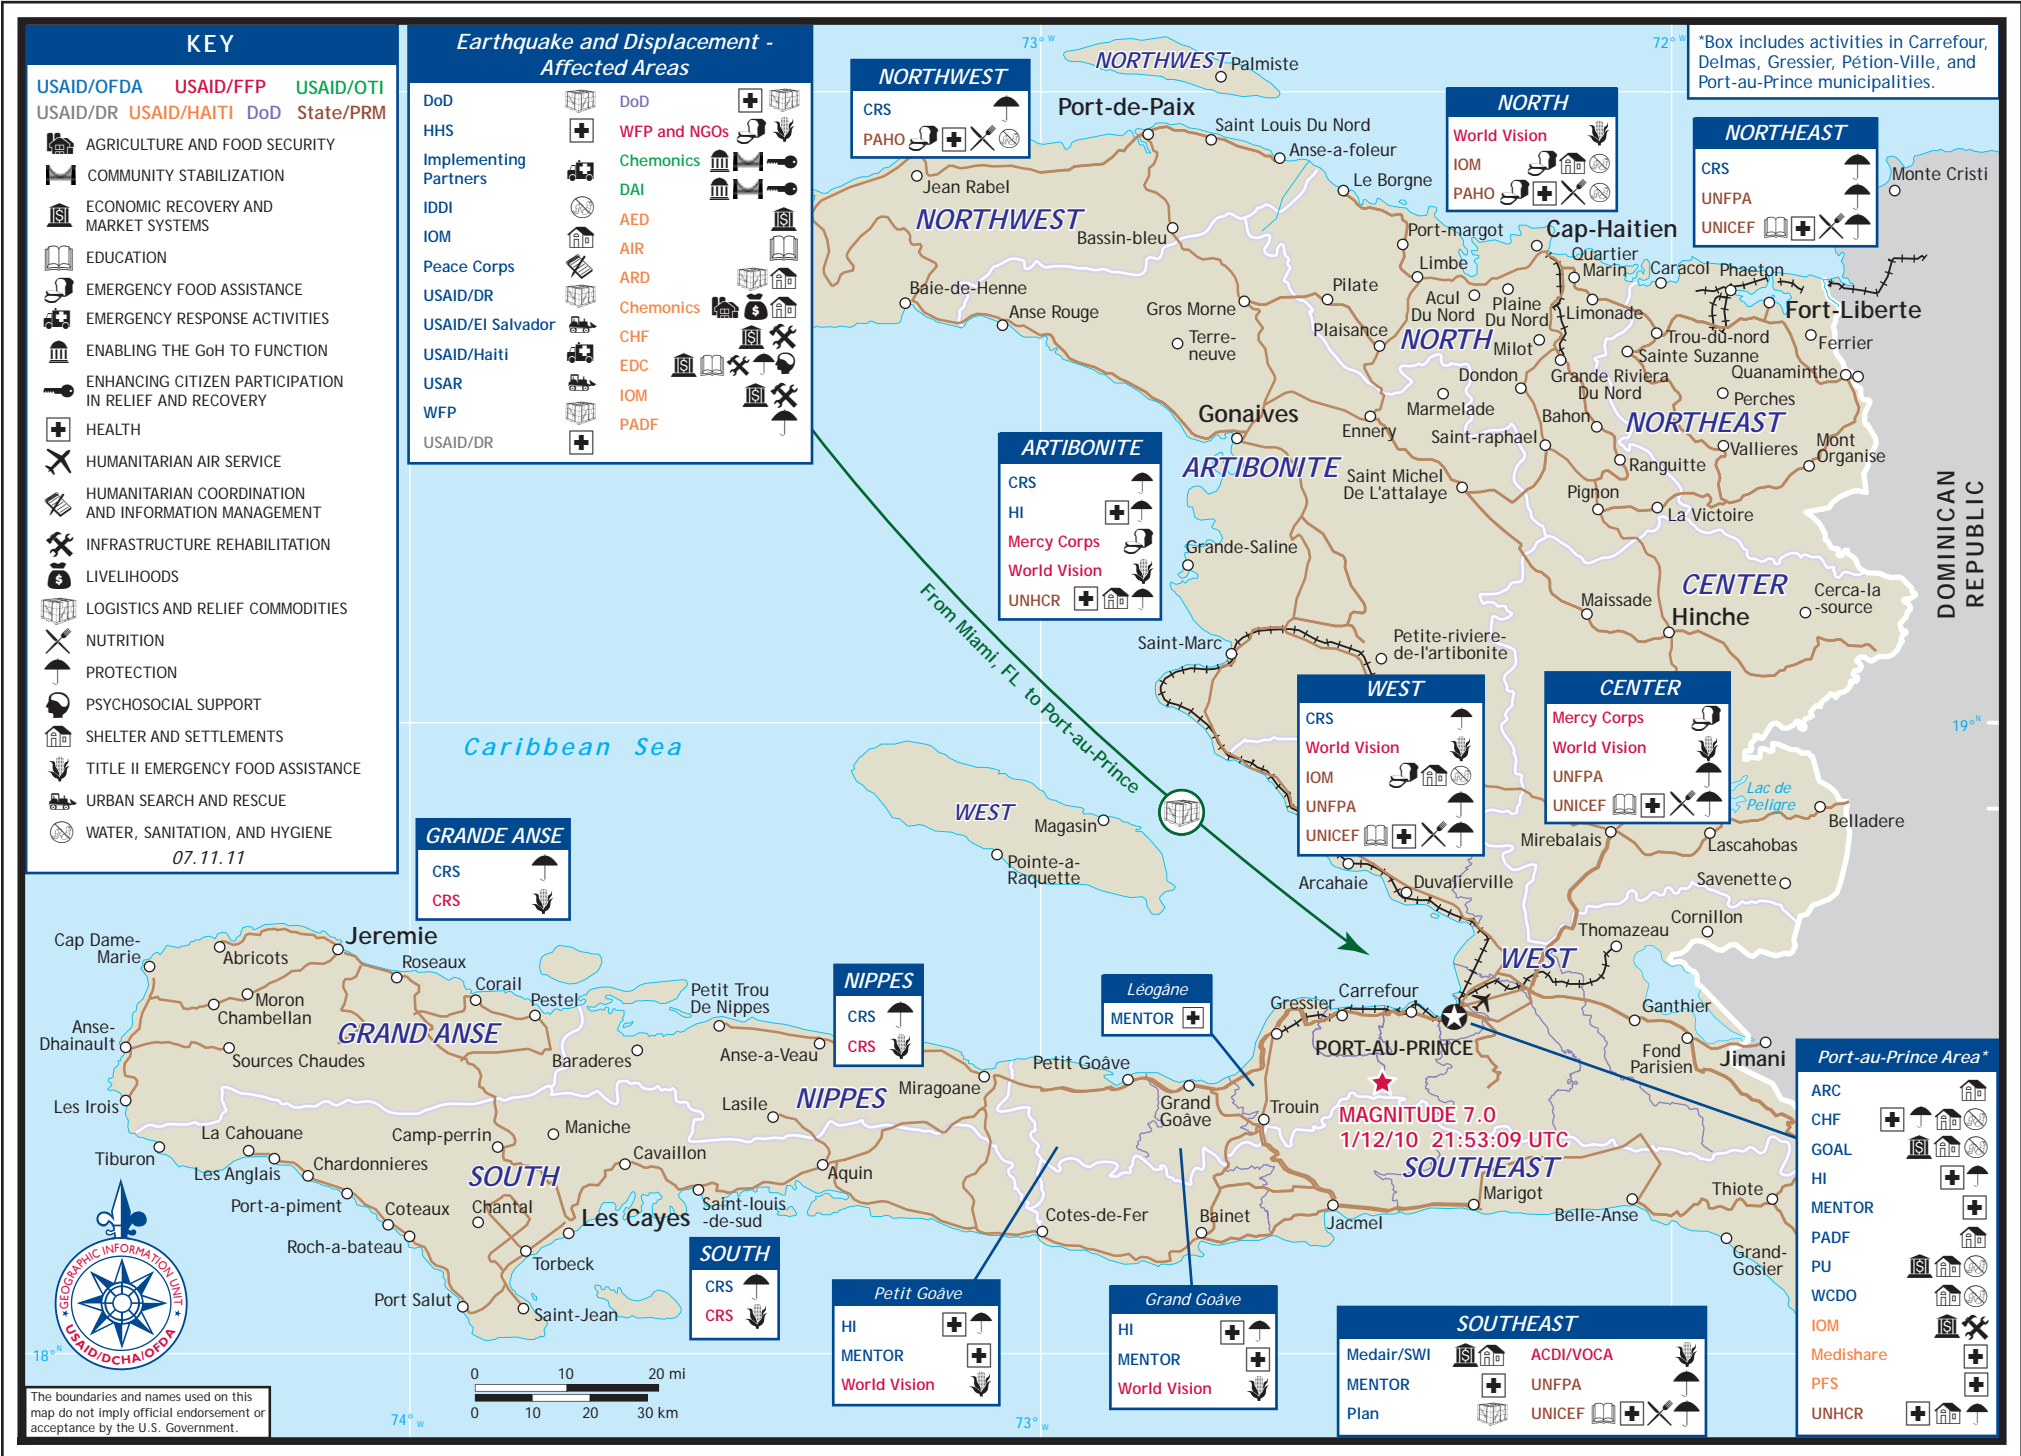 KEY
USAID/OFDA USAID/FFP USAID/OTI
USAID/DR USAID/HAITI DoD State/PRM
AGRICULTURE AND FOOD SECURITY
COMMUNITY STABILIZATION
ECONOMIC RECOVERY AND
MARKET SYSTEMS
EDUCATION
EMERGENCY FOOD ASSISTANCE
EMERGENCY RESPONSE ACTIVITIES
ENABLING THE GoH TO FUNCTION
ENHANCING CITIZEN PARTICIPATION
IN RELIEF AND RECOVERY
HEALTH
HUMANITARIAN AIR SERVICE
HUMANITARIAN COORDINATION
AND INFORMATION MANAGEMENT
INFRASTRUCTURE REHABILITATION
LIVELIHOODS
LOGISTICS AND RELIEF COMMODITIES
NUTRITION
PROTECTION
PSYCHOSOCIAL SUPPORT
SHELTER AND SETTLEMENTS
TITLE II EMERGENCY FOOD ASSISTANCE
URBAN SEARCH AND RESCUE
WATER, SANITATION, AND HYGIENE
07.11.11
Earthquake and Displacement -
Affected Areas
DoD
HHS
Implementing
Partners
IDDI
IOM
Peace Corps
USAID/DR
USAID/El Salvador
USAID/Haiti
USAR
WFP
USAID/DR
DoD
WFP and NGOs
Chemonics
DAI
AED
AIR
ARD
Chemonics
CHF
EDC
IOM
PADF
NORTHWEST
CRS
PAHO
73° W
NORTHWEST
Palmiste
72° W
*Box includes activities in Carrefour,
Delmas, Gressier, Pétion-Ville, and
Port-au-Prince municipalities.
NORTH
World Vision
IOM
PAHO
NORTHEAST
CRS
UNFPA
UNICEF
Monte Cristi
Port-de-Paix
Saint Louis Du Nord
Anse-a-foleur
Le Borgne
Jean Rabel
NORTHWEST
Bassin-bleu
Port-margot
Cap-Haitien
Limbe
Quartier
Marin
Caracol
Phaeton
Baie-de-Henne
Anse Rouge
Gros Morne
Pilate
Acul
Du Nord
Plaine
Du Nord
Limonade
Fort-Liberte
Terre-
neuve
Plaisance
NORTH
Milot
Trou-du-nord
Sainte Suzanne
Ferrier
Quanaminthe
Dondon
Grande Riviera
Du Nord
Perches
Marmelade
Bahon
NORTHEAST
Gonaives
Ennery
Saint-raphael
Ranguitte
Vallieres
Mont
Organise
ARTIBONITE
CRS
HI
Mercy Corps
World Vision
UNHCR
ARTIBONITE
Saint Michel
De L'attalaye
Pignon
La Victoire
DOMINICAN
REPUBLIC
Grande-Saline
CENTER
Cerca-la
-source
Maissade
Hinche
Saint-Marc
Petite-riviere-
de-l'artibonite
From Miami, FL to Port-au-Prince
WEST
CRS
World Vision
IOM
UNFPA
UNICEF
CENTER
Mercy Corps
World Vision
UNFPA
UNICEF
19° N
Caribbean Sea
Lac de
Peligre
Belladere
WEST
Magasin
Pointe-a-
Raquette
Mirebalais
Lascahobas
Savenette
Arcahaie
Duvalierville
Cornillon
Thomazeau
WEST
GRANDE ANSE
CRS
CRS
Cap Dame-
Marie
Abricots
Jeremie
Roseaux
Corail
Pestel
Moron
Chambellan
Anse-
Dhainault
GRAND ANSE
Sources Chaudes
Baraderes
Petit Trou
De Nippes
Anse-a-Veau
NIPPES
CRS
CRS
Léogâne
MENTOR
Gressier
Carrefour
Ganthier
PORT-AU-PRINCE
Fond
Parisien
Jimani
Les Irois
Lasile
NIPPES
Miragoane
Petit Goâve
Grand
Goâve
Trouin
MAGNITUDE 7.0
1/12/10 21:53:09 UTC
SOUTHEAST
La Cahouane
Camp-perrin
Maniche
Tiburon
Les Anglais
Chardonnieres
SOUTH
Cavaillon
Aquin
Port-a-piment
Coteaux
Chantal
Les Cayes
Saint-louis
-de-sud
Cotes-de-Fer
Bainet
Jacmel
Marigot
Belle-Anse
Thiote
Roch-a-bateau
Torbeck
Grand-
Gosier
Port Salut
Saint-Jean
SOUTH
CRS
CRS
Petit Goâve
HI
MENTOR
World Vision
Grand Goâve
HI
MENTOR
World Vision
SOUTHEAST
Medair/SWI
MENTOR
Plan
ACDI/VOCA
UNFPA
UNICEF
Port-au-Prince Area*
ARC
CHF
GOAL
HI
MENTOR
PADF
PU
WCDO
IOM
Medishare
PFS
UNHCR
GEOGRAPHIC INFORMATION UNIT
USAID/DCHA/OFDA
18° N
0 10 20 mi
0 10 20 30 km
74° W
73° W
The boundaries and names used on this
map do not imply official endorsement or
acceptance by the U.S. Government.